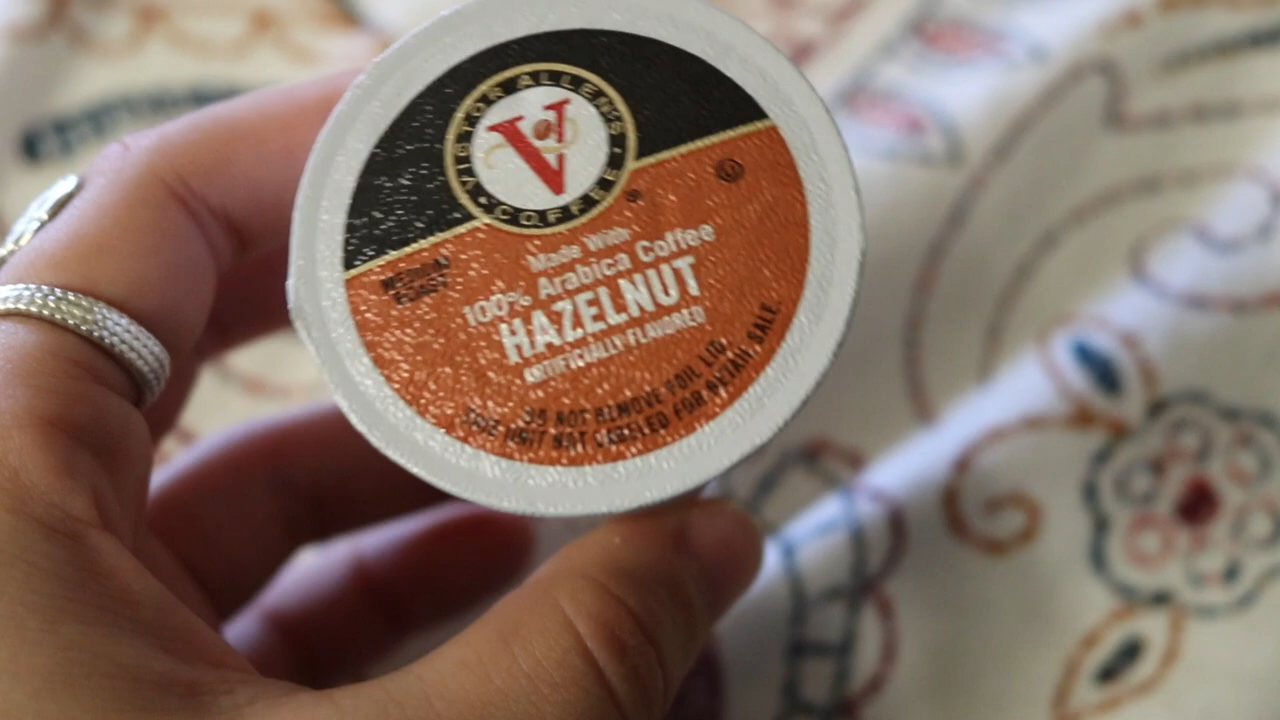 VICTOR ALLEN'S
COFFEE
V
MEDIUM
ROAST
Made With
100% Arabica Coffee
HAZELNUT
ARTIFICIALLY FLAVORED
DO NOT REMOVE FOIL LID.
THIS UNIT NOT LABELED FOR RETAIL SALE.